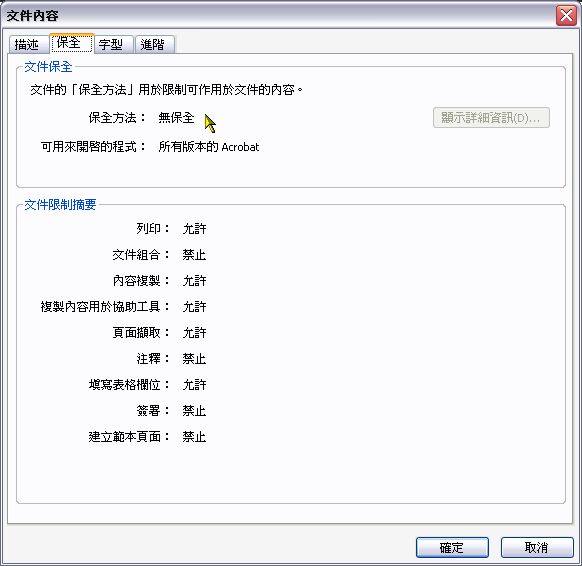 文件內容
描述 保全 字型 進階
文件保全
文件的「保全方法」用於限制可作用於文件的內容。
保全方法： 無保全 顯示詳細資訊(D)...
可用來開啓的程式： 所有版本的 Acrobat
文件限制摘要
列印： 允許
文件組合： 禁止
內容複製： 允許
複製內容用於協助工具： 允許
頁面擷取： 允許
注釋： 禁止
填寫表格欄位： 允許
簽署： 禁止
建立範本頁面： 禁止
確定 取消